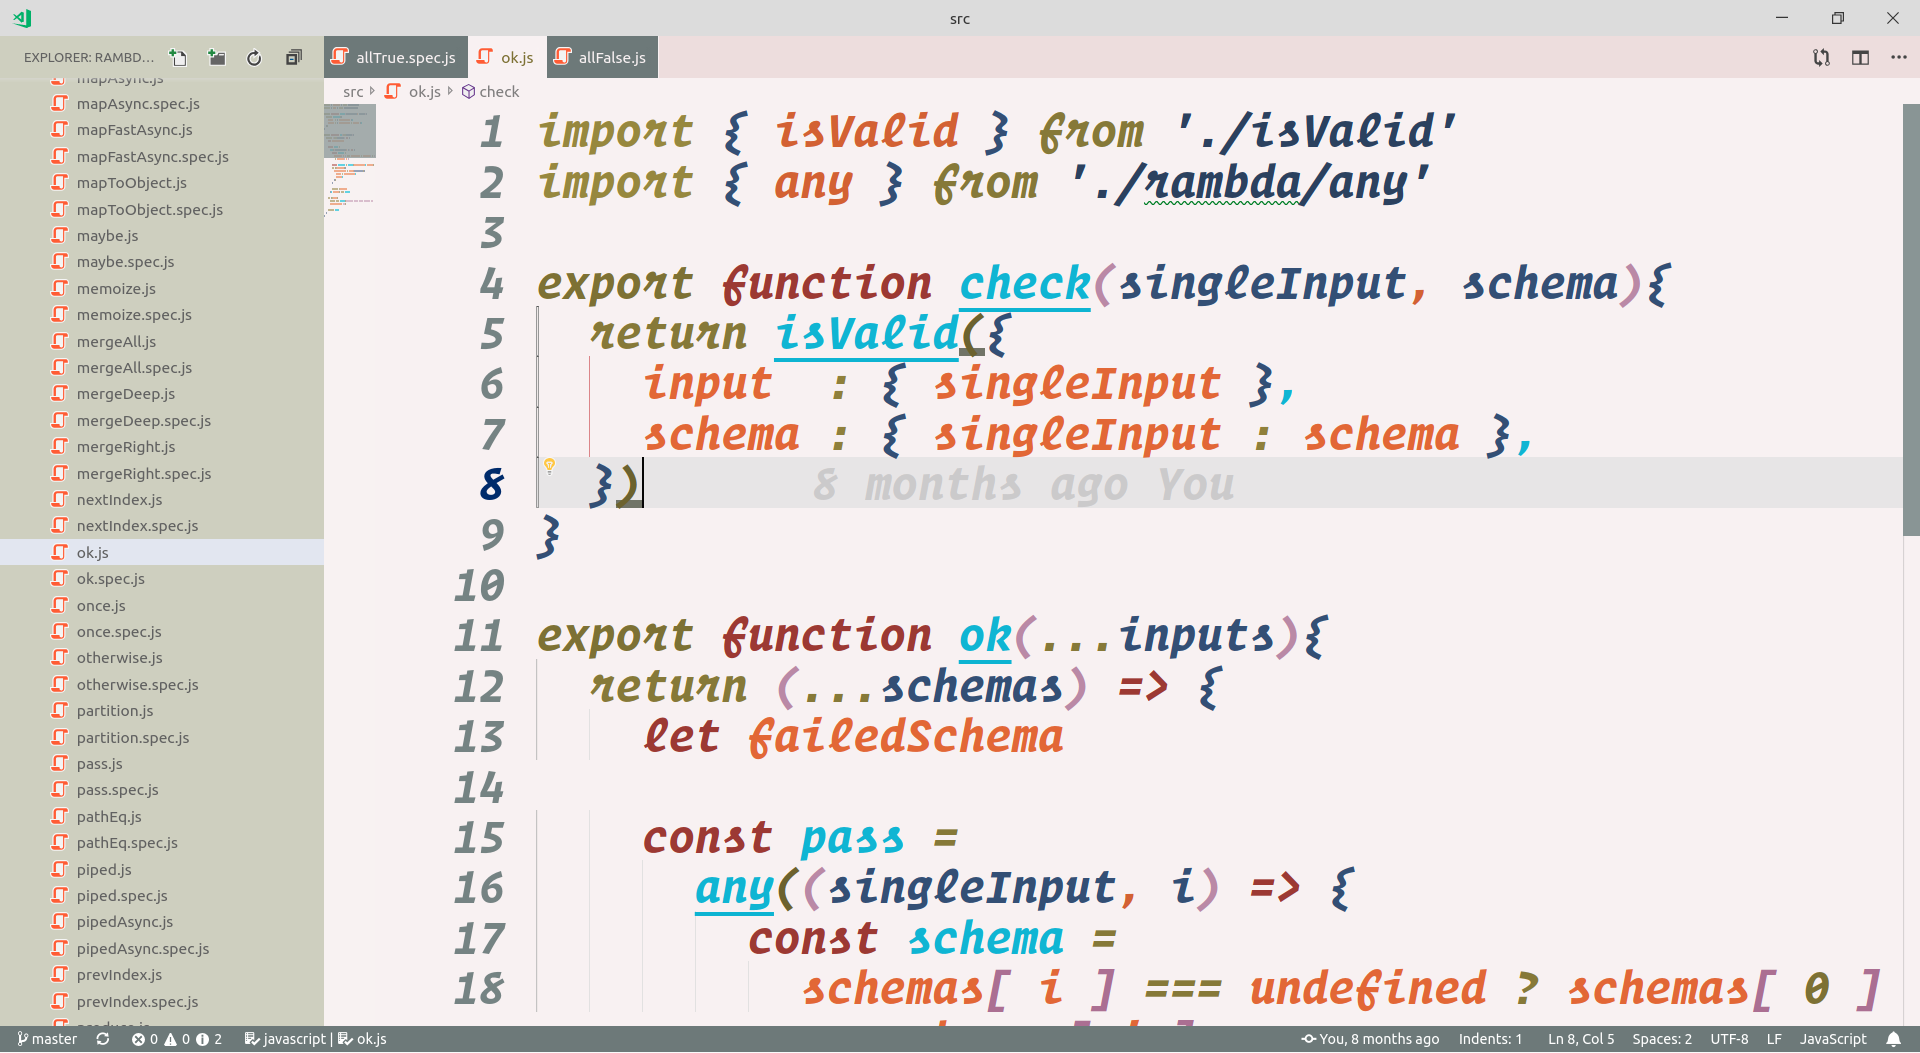 src
EXPLORER: RAMBD...
allTrue.spec.js
ok.js
allFalse.js
src
ok.js
check
mapAsync.js
mapAsync.spec.js
mapFastAsync.js
mapFastAsync.spec.js
mapToObject.js
mapToObject.spec.js
maybe.js
maybe.spec.js
memoize.js
memoize.spec.js
mergeAll.js
mergeAll.spec.js
mergeDeep.js
mergeDeep.spec.js
mergeRight.js
mergeRight.spec.js
nextIndex.js
nextIndex.spec.js
ok.js
ok.spec.js
once.js
once.spec.js
otherwise.js
otherwise.spec.js
partition.js
partition.spec.js
pass.js
pass.spec.js
pathEq.js
pathEq.spec.js
piped.js
piped.spec.js
pipedAsync.js
pipedAsync.spec.js
prevIndex.js
prevIndex.spec.js
1 import { isValid } from './isValid'
2 import { any } from './rambda/any'
3
4 export function check(singleInput, schema){
5   return isValid({
6     input  : { singleInput },
7     schema : { singleInput : schema },
8   }) 8 months ago You
9 }
10
11 export function ok(...inputs){
12   return (...schemas) => {
13     let failedSchema
14
15     const pass =
16       any((singleInput, i) => {
17         const schema =
18           schemas[ i ] === undefined ? schemas[ 0 ]
master 0 0 2 javascript | ok.js You, 8 months ago Indents: 1 Ln 8, Col 5 Spaces: 2 UTF-8 LF JavaScript